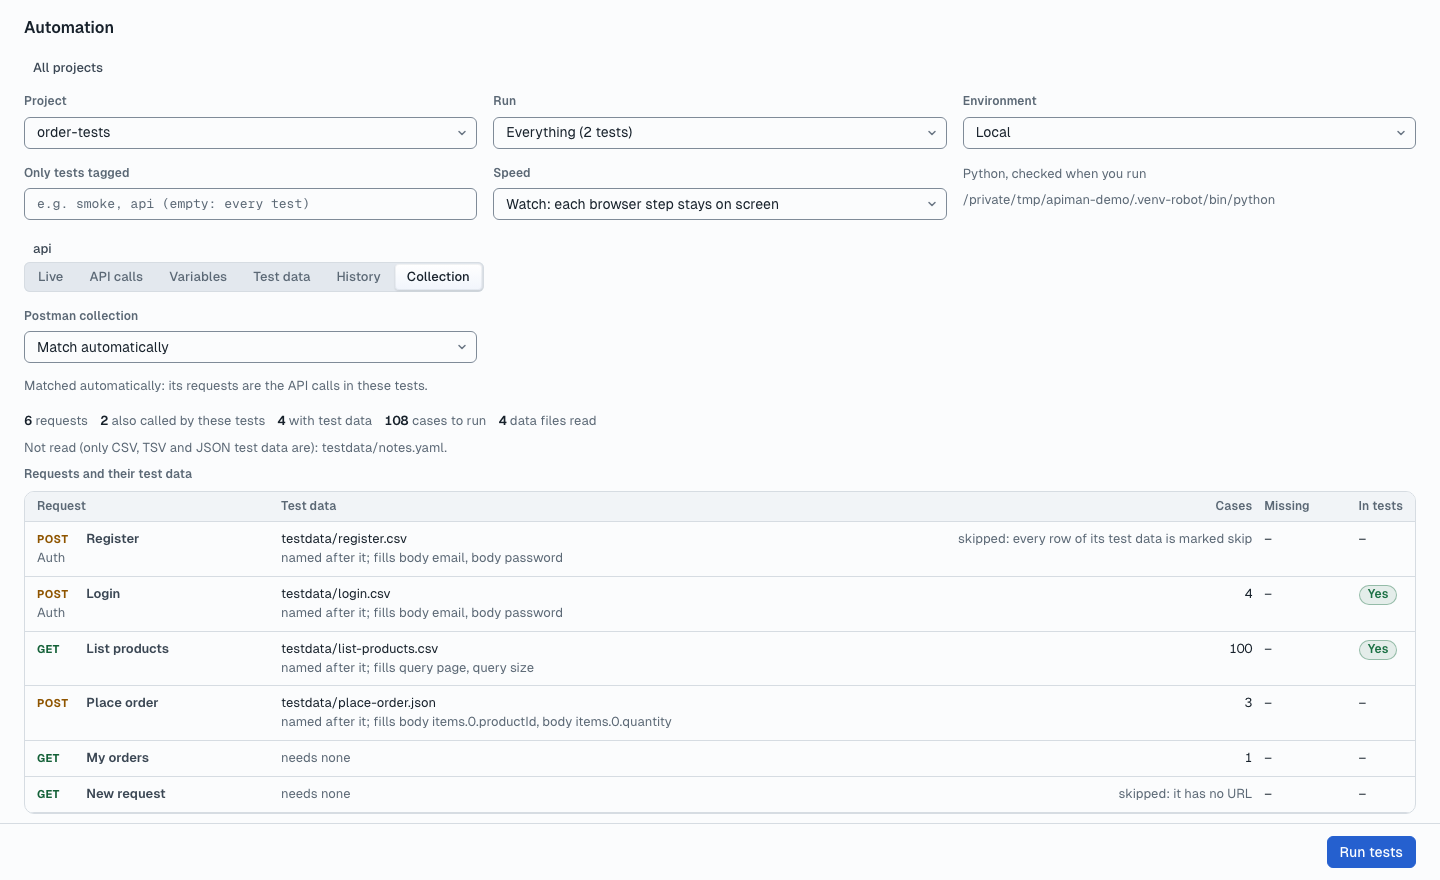 Automation
All projects
Project
Run
Environment
order-tests
Everything (2 tests)
Local
Only tests tagged
Speed
Python, checked when you run
e.g. smoke, api (empty: every test)
Watch: each browser step stays on screen
/private/tmp/apiman-demo/.venv-robot/bin/python
api
Live API calls Variables Test data History Collection
Postman collection
Match automatically
Matched automatically: its requests are the API calls in these tests.
6 requests 2 also called by these tests 4 with test data 108 cases to run 4 data files read
Not read (only CSV, TSV and JSON test data are): testdata/notes.yaml.
Requests and their test data
Request Test data Cases Missing In tests
POST Register testdata/register.csv skipped: every row of its test data is marked skip – –
Auth named after it; fills body email, body password
POST Login testdata/login.csv 4 – Yes
Auth named after it; fills body email, body password
GET List products testdata/list-products.csv 100 – Yes
named after it; fills query page, query size
POST Place order testdata/place-order.json 3 – –
named after it; fills body items.0.productId, body items.0.quantity
GET My orders needs none 1 – –
GET New request needs none skipped: it has no URL – –
Run tests